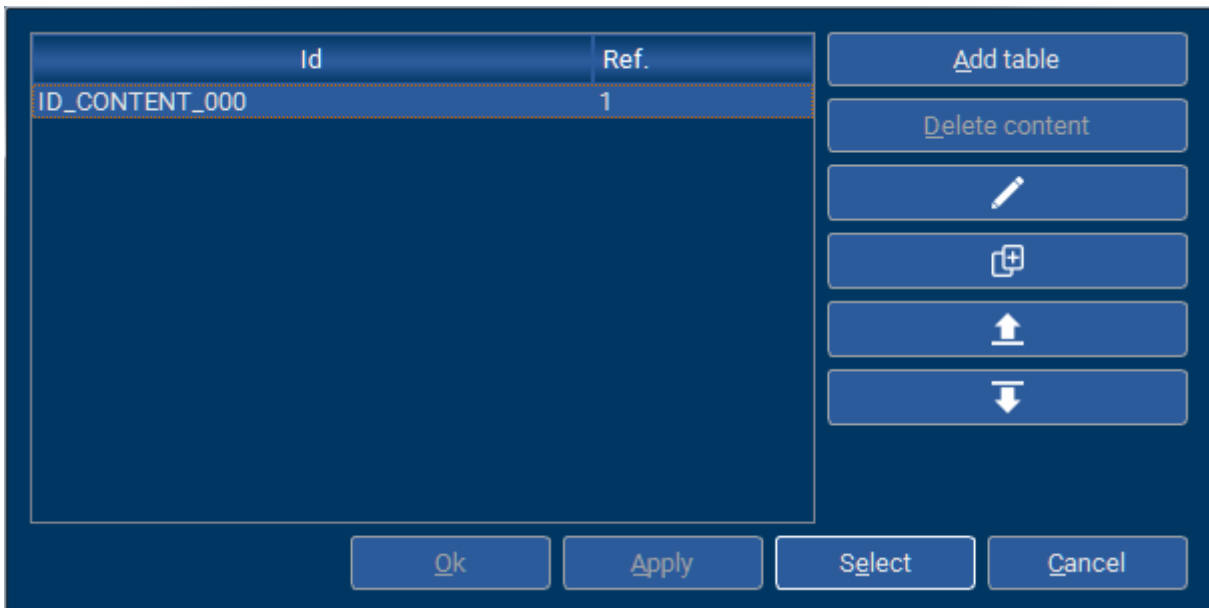 Id Ref.
ID_CONTENT_000 1
Add table
Delete content
Ok Apply Select Cancel